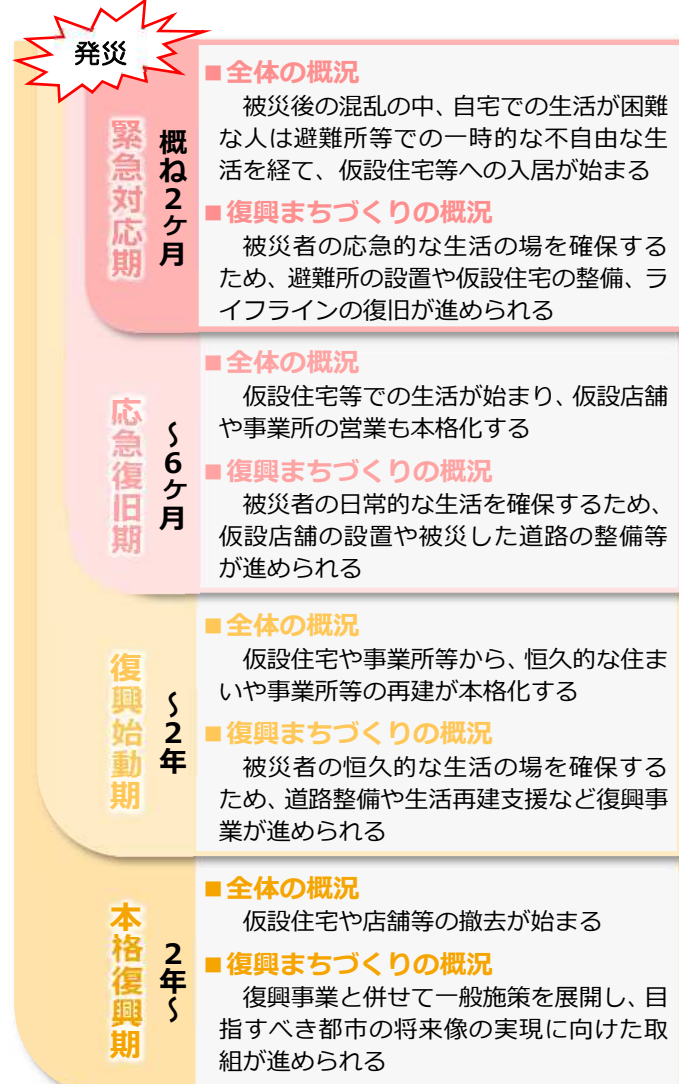 発災
緊急対応期
概ね2ケ月
■全体の概況
被災後の混乱の中、自宅での生活が困難
な人は避難所等での一時的な不自由な生
活を経て、仮設住宅等への入居が始まる
■復興まちづくりの概況
被災者の応急的な生活の場を確保する
ため、避難所の設置や仮設住宅の整備、ラ
イフラインの復旧が進められる
応急復旧期
～6ケ月
■全体の概況
仮設住宅等での生活が始まり、仮設店舗
や事業所の営業も本格化する
■復興まちづくりの概況
被災者の日常的な生活を確保するため、
仮設店舗の設置や被災した道路の整備等
が進められる
復興始動期
～2年
■全体の概況
仮設住宅や事業所等から、恒久的な住ま
いや事業所等の再建が本格化する
■復興まちづくりの概況
被災者の恒久的な生活の場を確保する
ため、道路整備や生活再建支援など復興事
業が進められる
本格復興期
2年～
■全体の概況
仮設住宅や店舗等の撤去が始まる
■復興まちづくりの概況
復興事業と併せて一般施策を展開し、目
指すべき都市の将来像の実現に向けた取
組が進められる